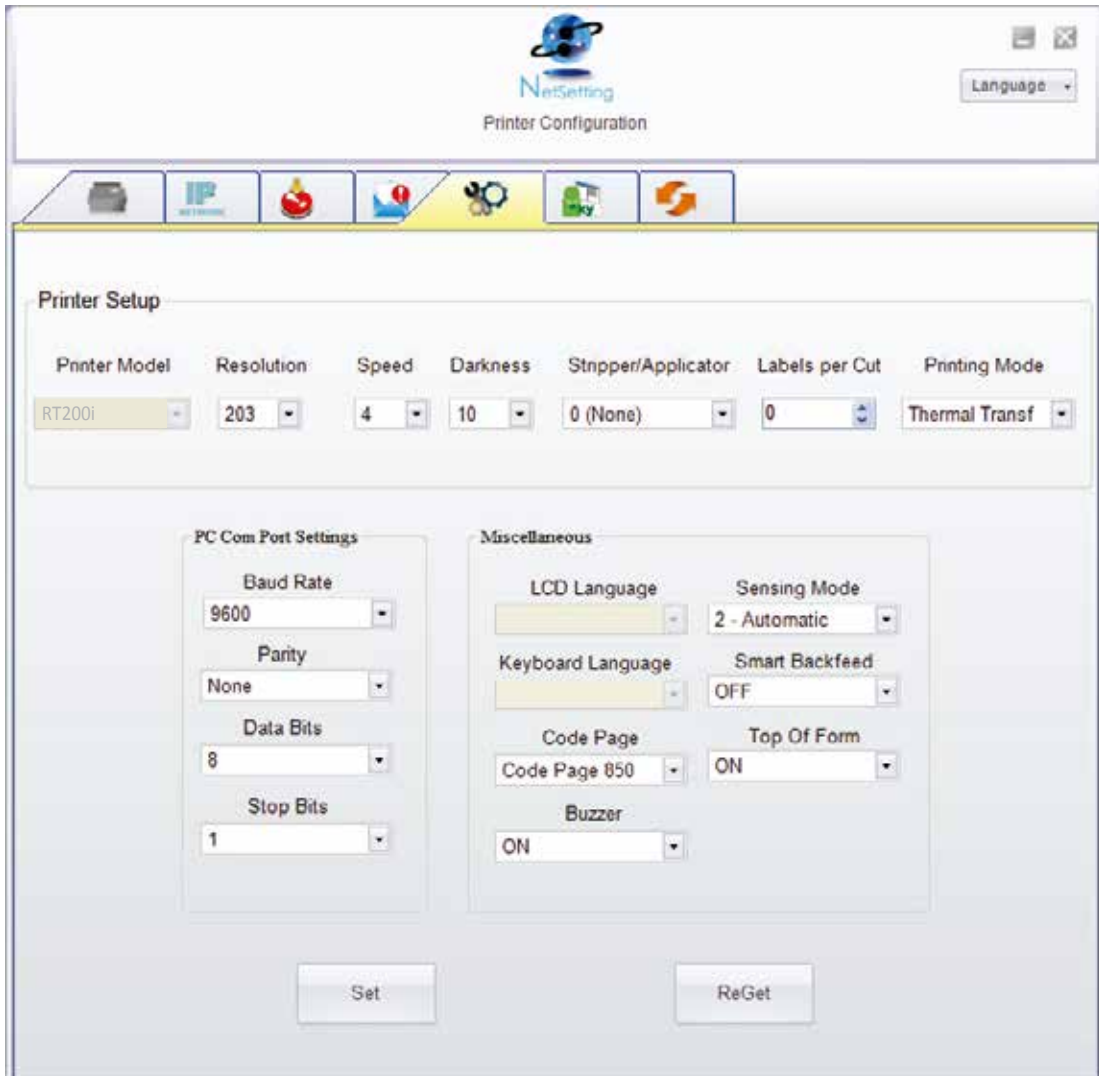 NetSetting
Language
Printer Configuration
IP
NETWORK
Printer Setup
Printer Model Resolution Speed Darkness Stripper/Applicator Labels per Cut Printing Mode
RT200i 203 4 10 0 (None) 0 Thermal Transf
PC Com Port Settings
Baud Rate
9600
Parity
None
Data Bits
8
Stop Bits
1
Miscellaneous
LCD Language Sensing Mode
2 - Automatic
Keyboard Language Smart Backfeed
OFF
Code Page Top Of Form
Code Page 850 ON
Buzzer
ON
Set ReGet